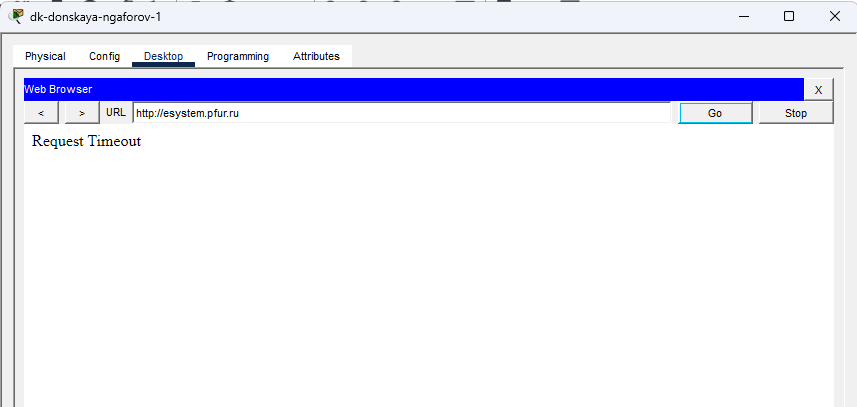 dk-donskaya-ngaforov-1
Physical Config Desktop Programming Attributes
Web Browser X
< > URL http://esystem.pfur.ru Go Stop
Request Timeout